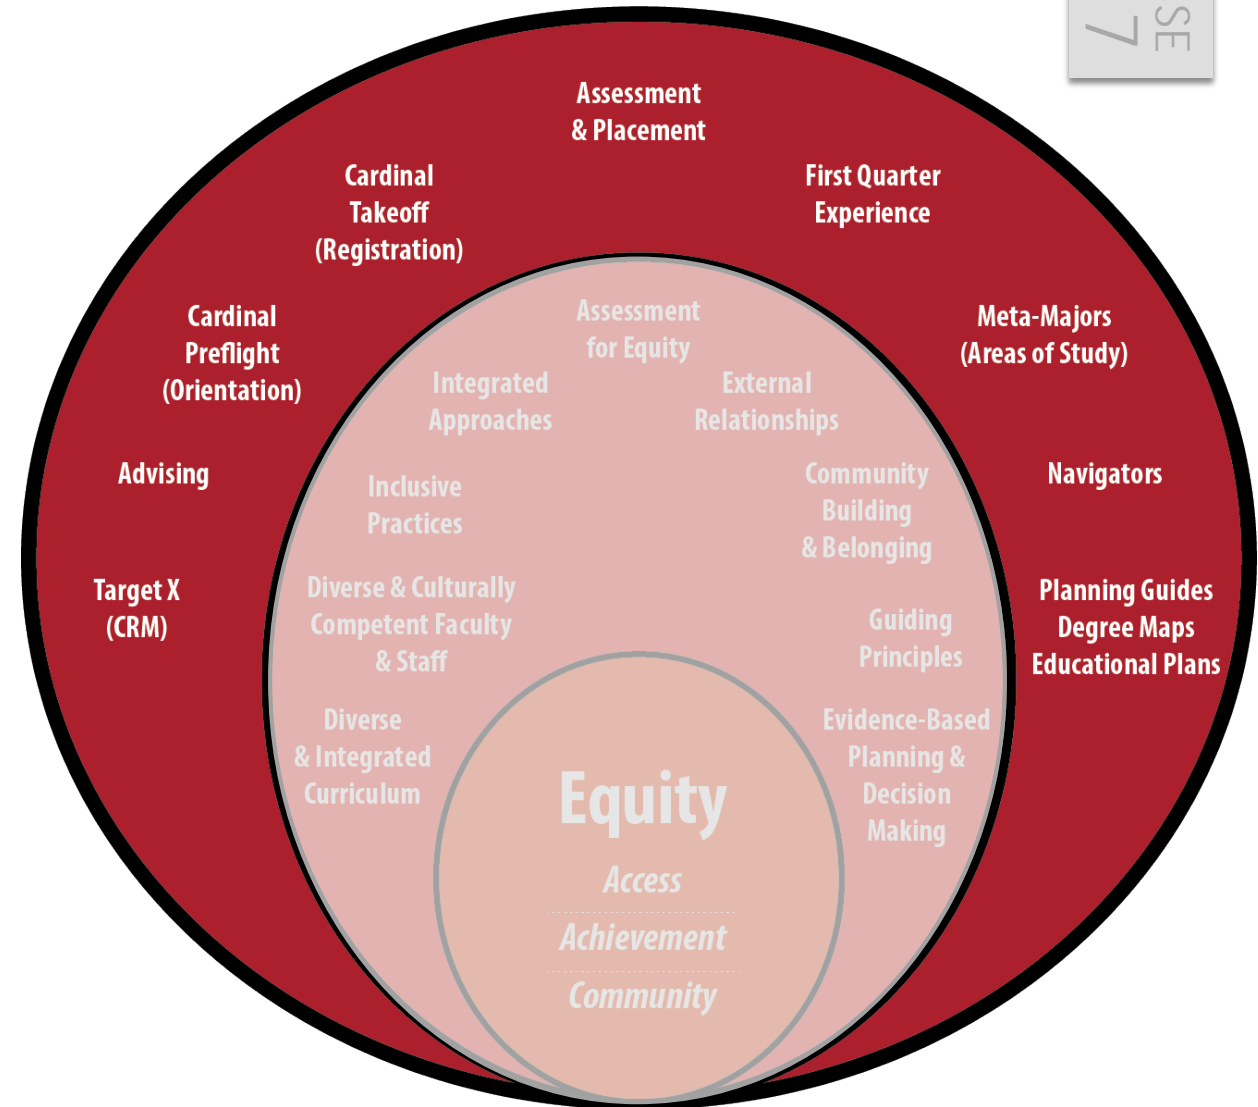 SE
7
Assessment
& Placement
Cardinal
Takeoff
(Registration)
First Quarter
Experience
Cardinal
Preflight
(Orientation)
Meta-Majors
(Areas of Study)
Advising
Navigators
Target X
(CRM)
Planning Guides
Degree Maps
Educational Plans
Assessment
for Equity
Integrated
Approaches
External
Relationships
Inclusive
Practices
Community
Building
& Belonging
Diverse & Culturally
Competent Faculty
& Staff
Guiding
Principles
Diverse
& Integrated
Curriculum
Evidence-Based
Planning &
Decision
Making
Equity
Access
Achievement
Community